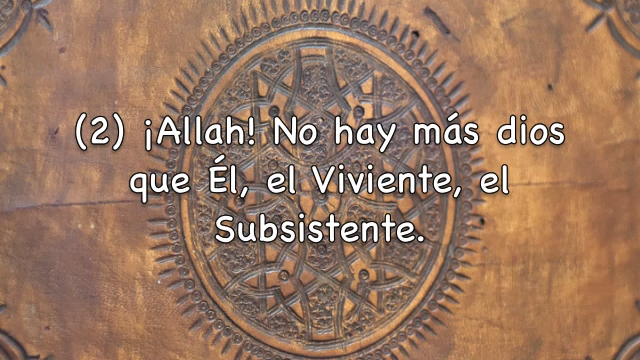 (2) ¡Allah! No hay más dios
que Él, el Viviente, el
Subsistente.